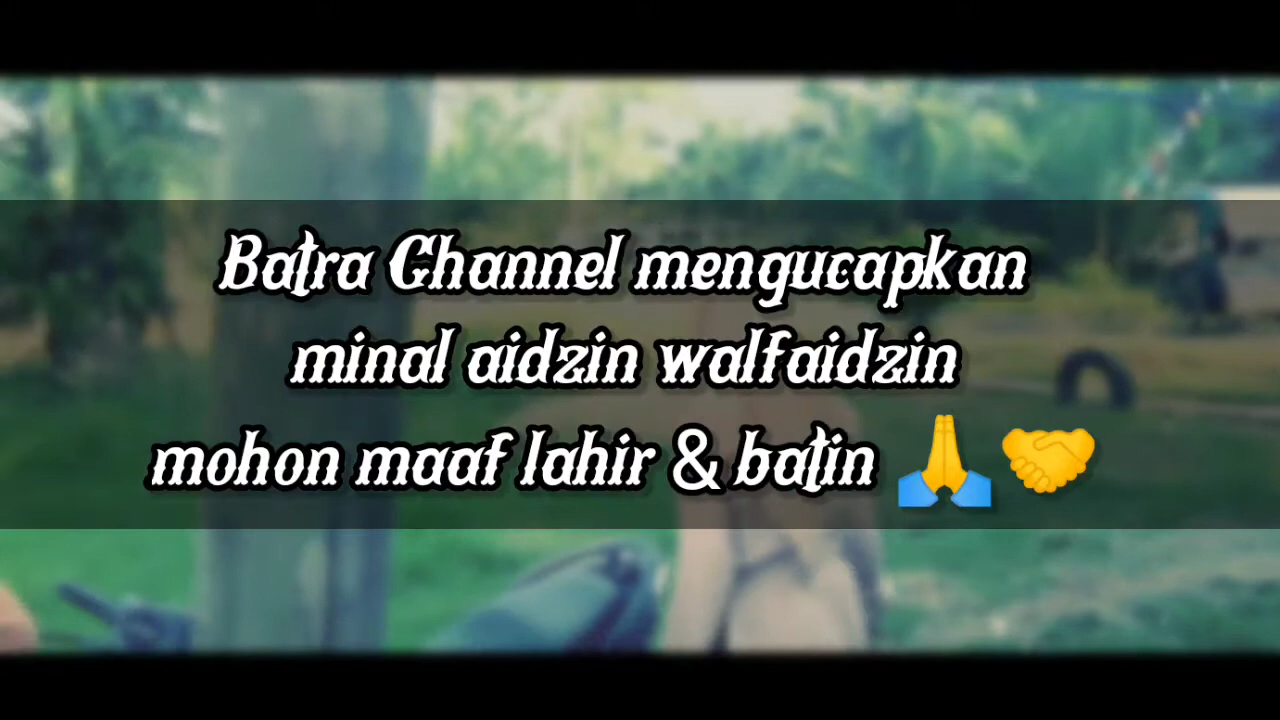 Batra Channel mengucapkan
minal aidzin walfaidzin
mohon maaf lahir & batin 🙏🤝